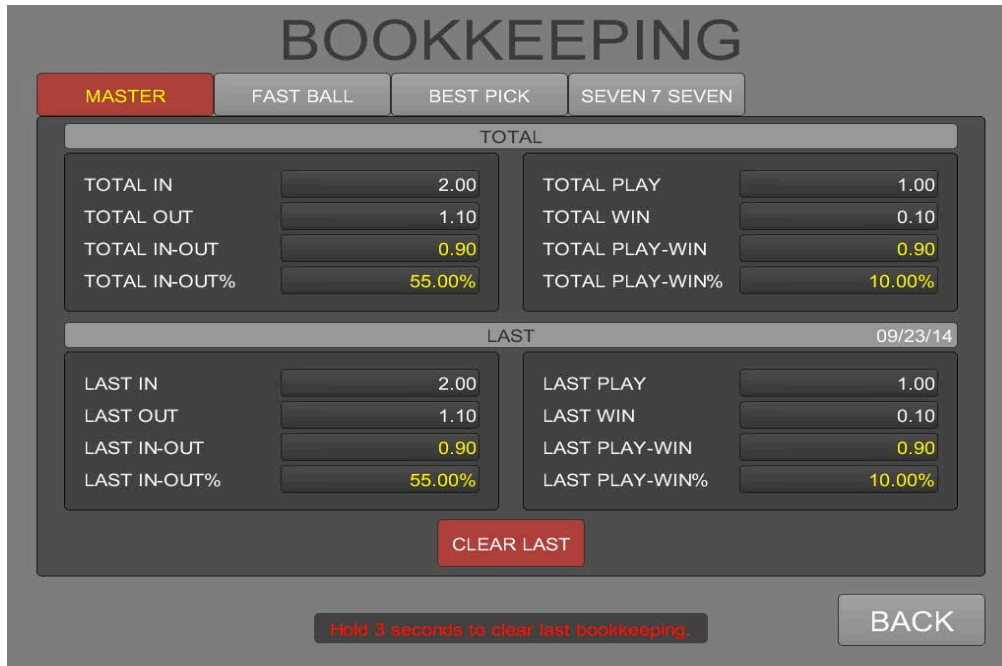 BOOKKEEPING
MASTER FAST BALL BEST PICK SEVEN 7 SEVEN
TOTAL
TOTAL IN 2.00 TOTAL PLAY 1.00
TOTAL OUT 1.10 TOTAL WIN 0.10
TOTAL IN-OUT 0.90 TOTAL PLAY-WIN 0.90
TOTAL IN-OUT% 55.00% TOTAL PLAY-WIN% 10.00%
LAST 09/23/14
LAST IN 2.00 LAST PLAY 1.00
LAST OUT 1.10 LAST WIN 0.10
LAST IN-OUT 0.90 LAST PLAY-WIN 0.90
LAST IN-OUT% 55.00% LAST PLAY-WIN% 10.00%
CLEAR LAST
BACK
Hold 3 seconds to clear last bookkeeping.